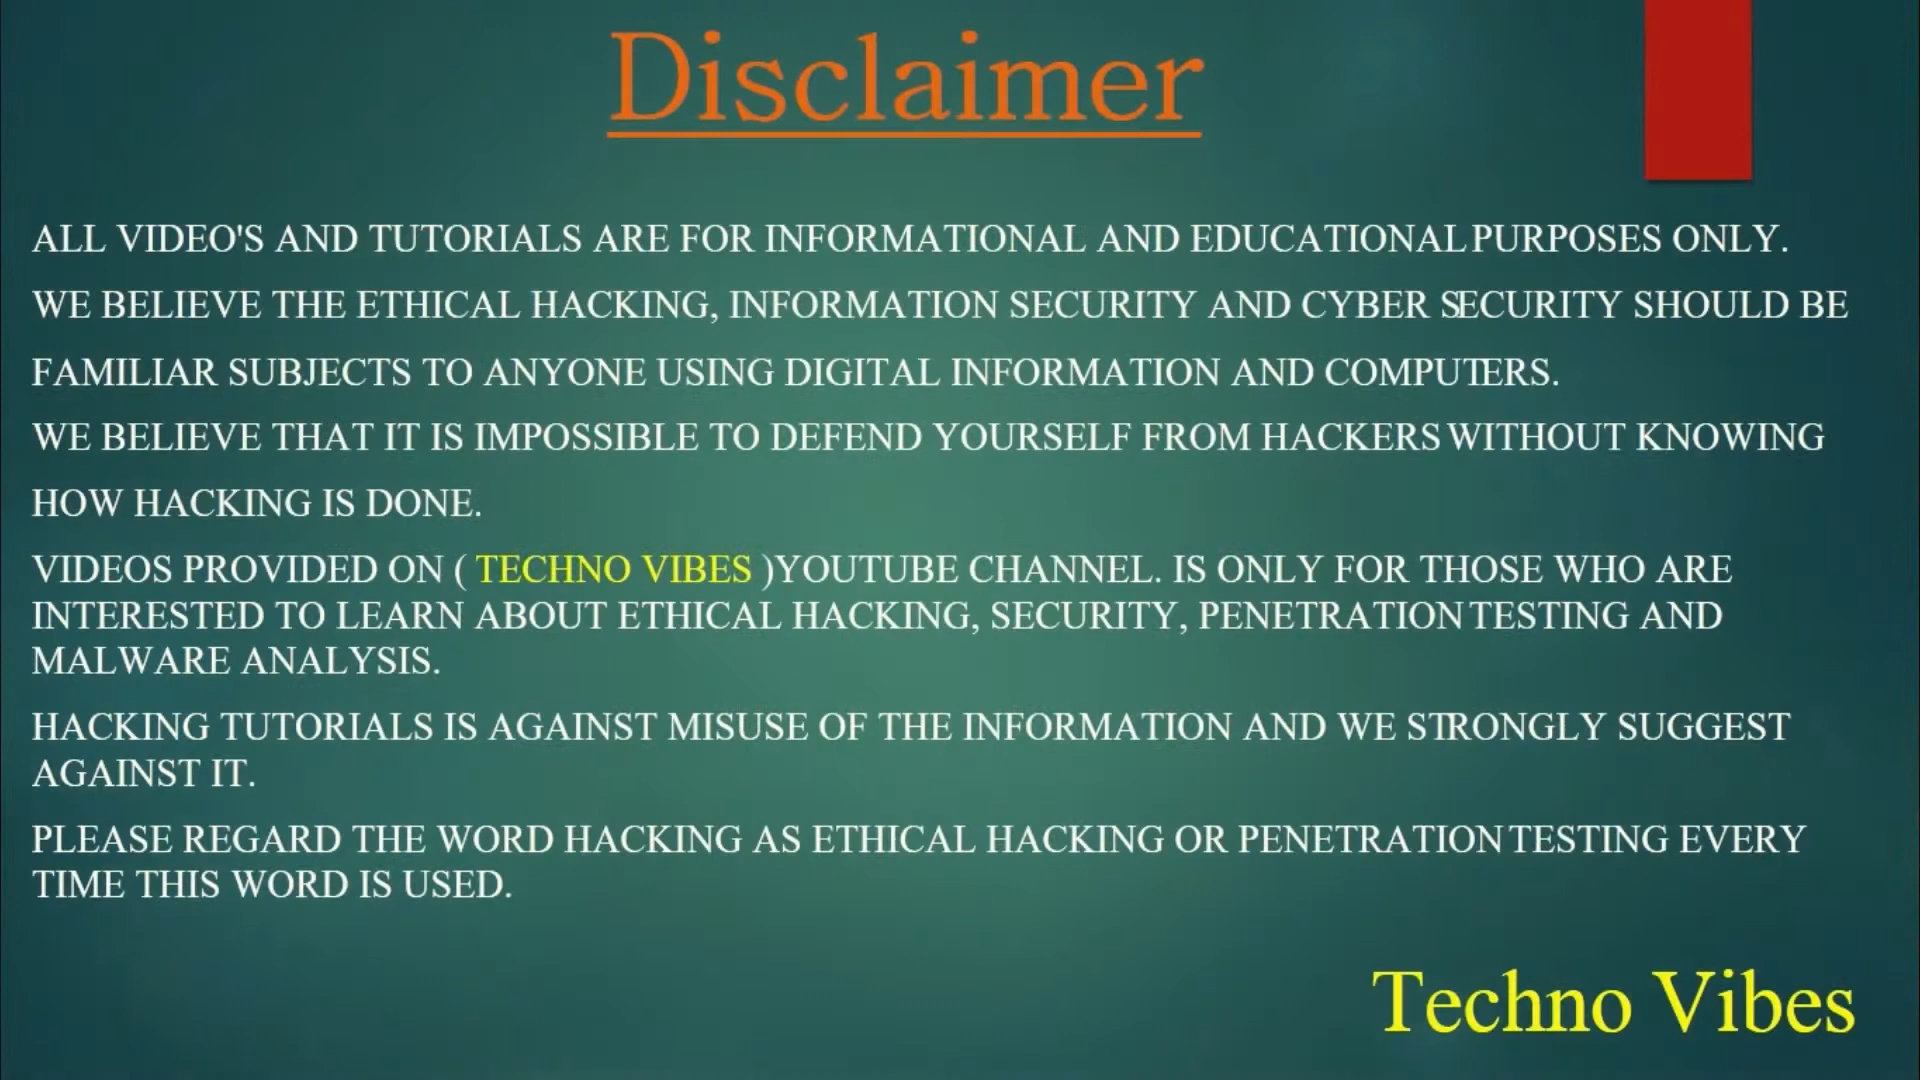 Disclaimer
ALL VIDEO'S AND TUTORIALS ARE FOR INFORMATIONAL AND EDUCATIONAL PURPOSES ONLY.
WE BELIEVE THE ETHICAL HACKING, INFORMATION SECURITY AND CYBER SECURITY SHOULD BE
FAMILIAR SUBJECTS TO ANYONE USING DIGITAL INFORMATION AND COMPUTERS.
WE BELIEVE THAT IT IS IMPOSSIBLE TO DEFEND YOURSELF FROM HACKERS WITHOUT KNOWING
HOW HACKING IS DONE.
VIDEOS PROVIDED ON ( TECHNO VIBES )YOUTUBE CHANNEL. IS ONLY FOR THOSE WHO ARE
INTERESTED TO LEARN ABOUT ETHICAL HACKING, SECURITY, PENETRATION TESTING AND
MALWARE ANALYSIS.
HACKING TUTORIALS IS AGAINST MISUSE OF THE INFORMATION AND WE STRONGLY SUGGEST
AGAINST IT.
PLEASE REGARD THE WORD HACKING AS ETHICAL HACKING OR PENETRATION TESTING EVERY
TIME THIS WORD IS USED.
Techno Vibes